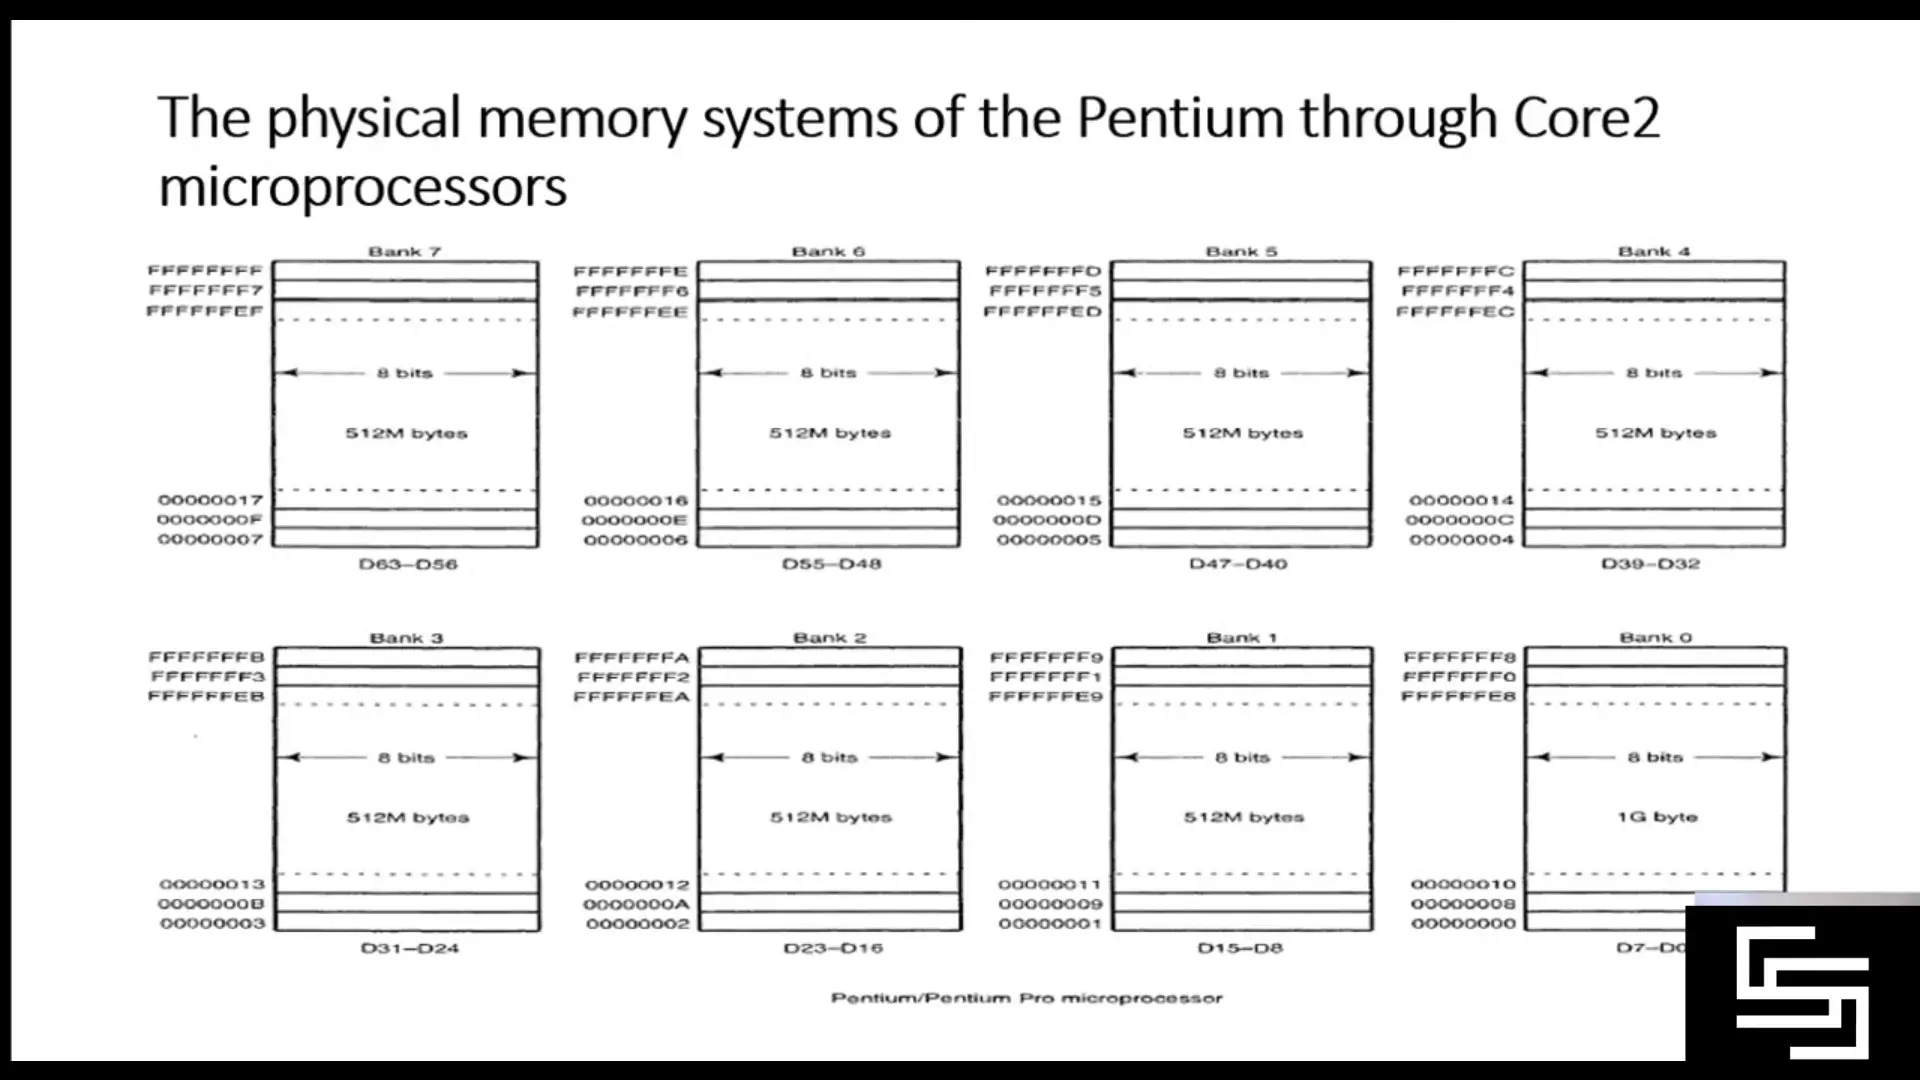 The physical memory systems of the Pentium through Core2
microprocessors
Bank 7
FFFFFFFF
FFFFFFF7
FFFFFFEF
8 bits
512M bytes
00000017
0000000F
00000007
D63–D56
Bank 6
FFFFFFFE
FFFFFFF6
FFFFFFEE
8 bits
512M bytes
00000016
0000000E
00000006
D55–D48
Bank 5
FFFFFFFD
FFFFFFF5
FFFFFFED
8 bits
512M bytes
00000015
0000000D
00000005
D47–D40
Bank 4
FFFFFFFC
FFFFFFF4
FFFFFFEC
8 bits
512M bytes
00000014
0000000C
00000004
D39–D32
Bank 3
FFFFFFFB
FFFFFFF3
FFFFFFEB
8 bits
512M bytes
00000013
0000000B
00000003
D31–D24
Bank 2
FFFFFFFA
FFFFFFF2
FFFFFFEA
8 bits
512M bytes
00000012
0000000A
00000002
D23–D16
Bank 1
FFFFFFF9
FFFFFFF1
FFFFFFE9
8 bits
512M bytes
00000011
00000009
00000001
D15–D8
Bank 0
FFFFFFF8
FFFFFFF0
FFFFFFE8
8 bits
1G byte
00000010
00000008
00000000
D7–D0
Pentium/Pentium Pro microprocessor